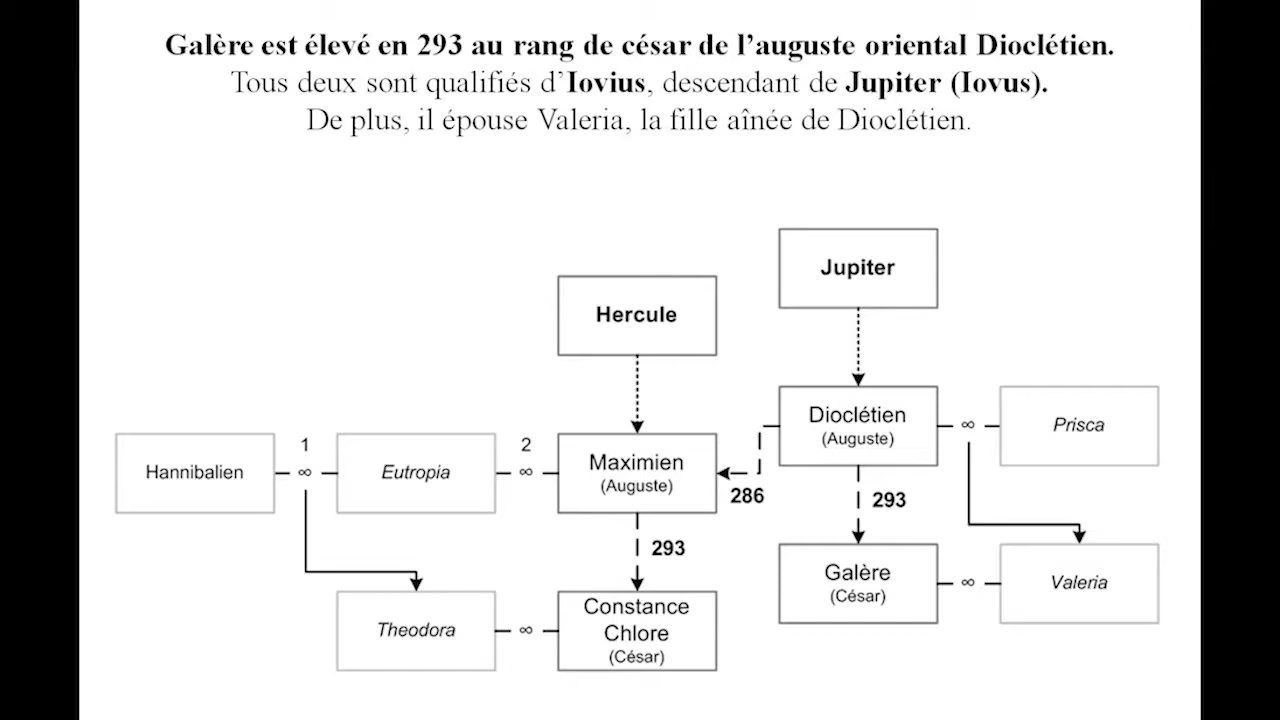 Galère est élevé en 293 au rang de césar de l’auguste oriental Dioclétien.
Tous deux sont qualifiés d’Iovius, descendant de Jupiter (Iovus).
De plus, il épouse Valeria, la fille aînée de Dioclétien.
Jupiter
Hercule
Dioclétien
(Auguste)
∞
Prisca
Hannibalien
1
∞
Eutropia
2
∞
Maximien
(Auguste)
286
293
293
Galère
(César)
∞
Valeria
Theodora
∞
Constance
Chlore
(César)